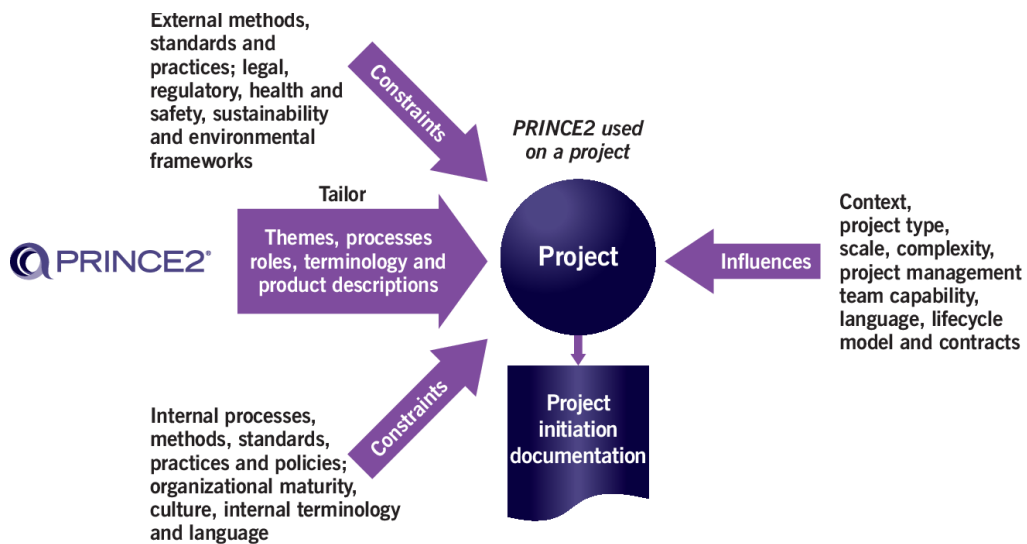 External methods,
standards and
practices; legal,
regulatory, health and
safety, sustainability
and environmental
frameworks
Constraints
PRINCE2 used
on a project
Tailor
Themes, processes
roles, terminology and
product descriptions
PRINCE2®
Project
Influences
Context,
project type,
scale, complexity,
project management
team capability,
language, lifecycle
model and contracts
Constraints
Internal processes,
methods, standards,
practices and policies;
organizational maturity,
culture, internal terminology
and language
Project
initiation
documentation